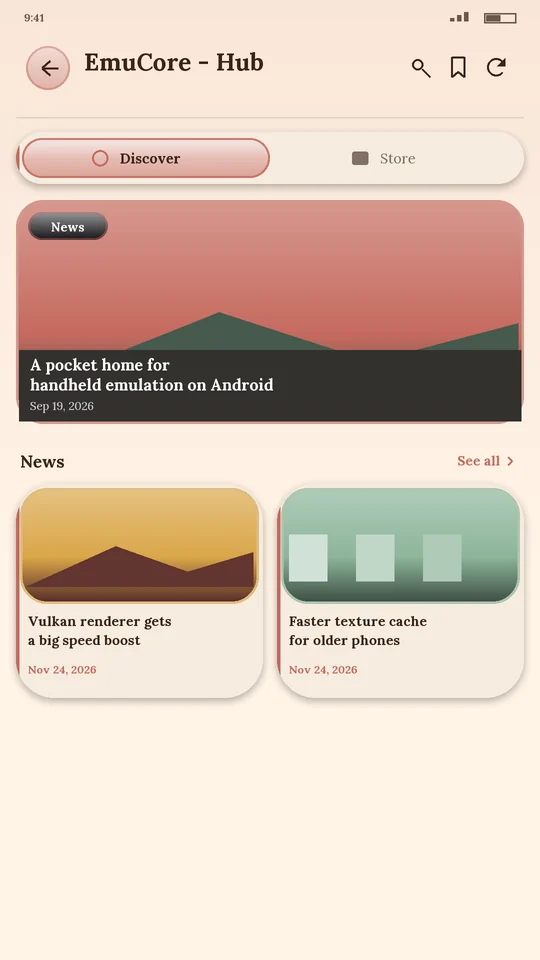 9:41
EmuCore - Hub
Discover
Store
News
A pocket home for
handheld emulation on Android
Sep 19, 2026
News
See all
Vulkan renderer gets
a big speed boost
Nov 24, 2026
Faster texture cache
for older phones
Nov 24, 2026